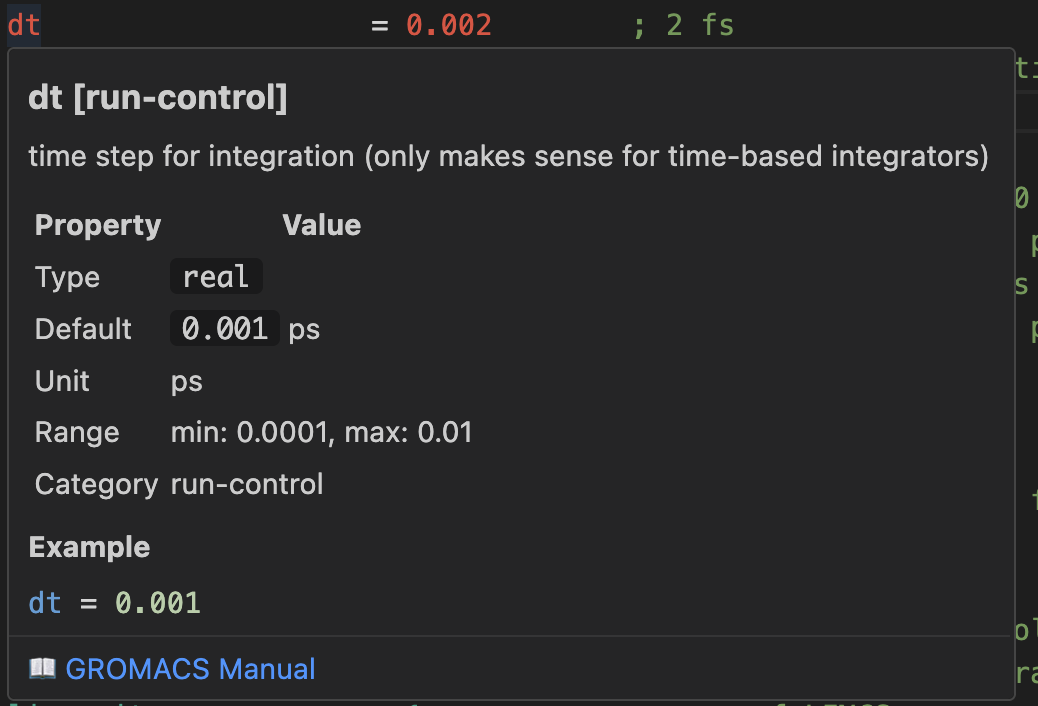 dt = 0.002 ; 2 fs
dt [run-control]
time step for integration (only makes sense for time-based integrators)
Property Value
Type real
Default 0.001 ps
Unit ps
Range min: 0.0001, max: 0.01
Category run-control
Example
dt = 0.001
GROMACS Manual